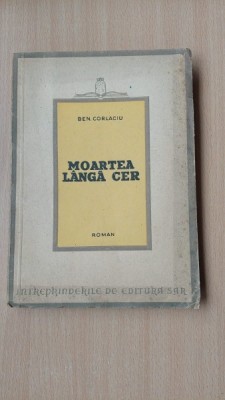 BEN. CORLACIU
MOARTEA
LÂNGĂ CER
ROMAN
INTREPRINDERILE DE EDITURA S.A.R.